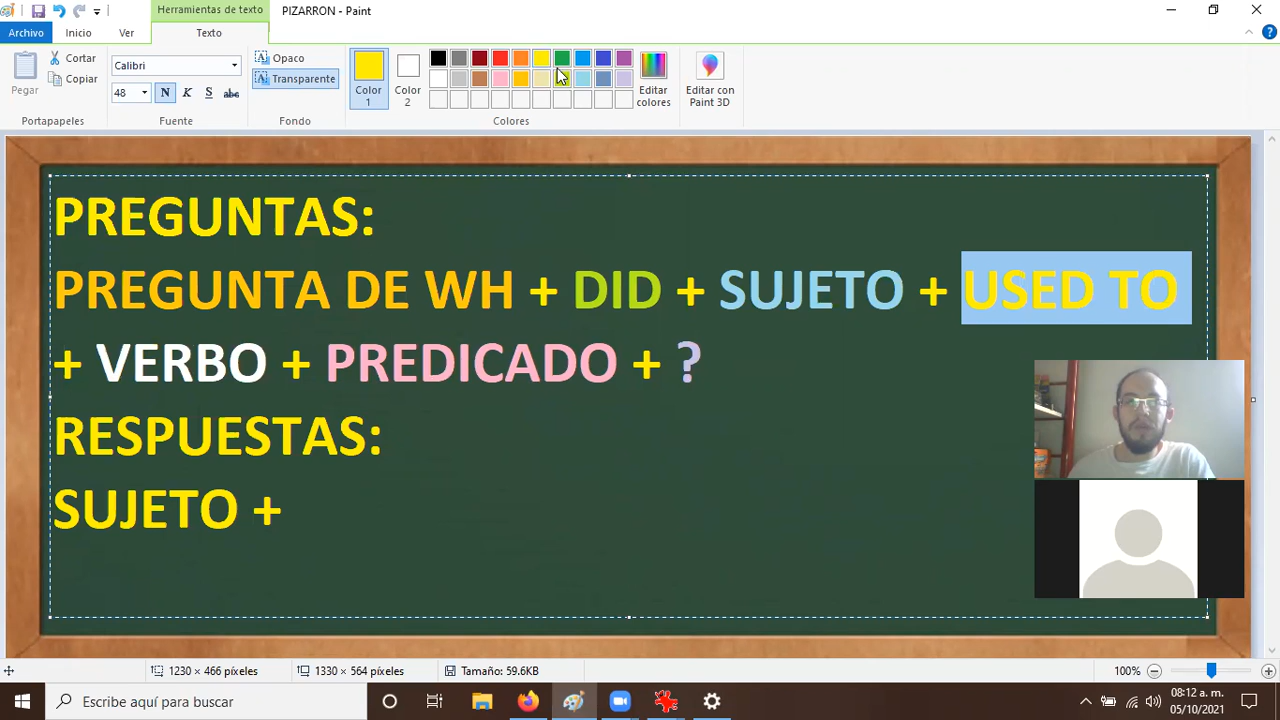 Herramientas de texto
PIZARRON - Paint
Archivo
Inicio
Ver
Texto
Pegar
Cortar
Copiar
Portapapeles
Calibri
48
N
K
S
abc
Fuente
Opaco
Transparente
Fondo
Color
1
Color
2
Editar
colores
Editar con
Paint 3D
Colores
PREGUNTAS:
PREGUNTA DE WH + DID + SUJETO + USED TO
+ VERBO + PREDICADO + ?
RESPUESTAS:
SUJETO +
1230 × 466 píxeles
1330 × 564 píxeles
Tamaño: 59.6KB
100%
Escribe aquí para buscar
08:12 a. m.
05/10/2021